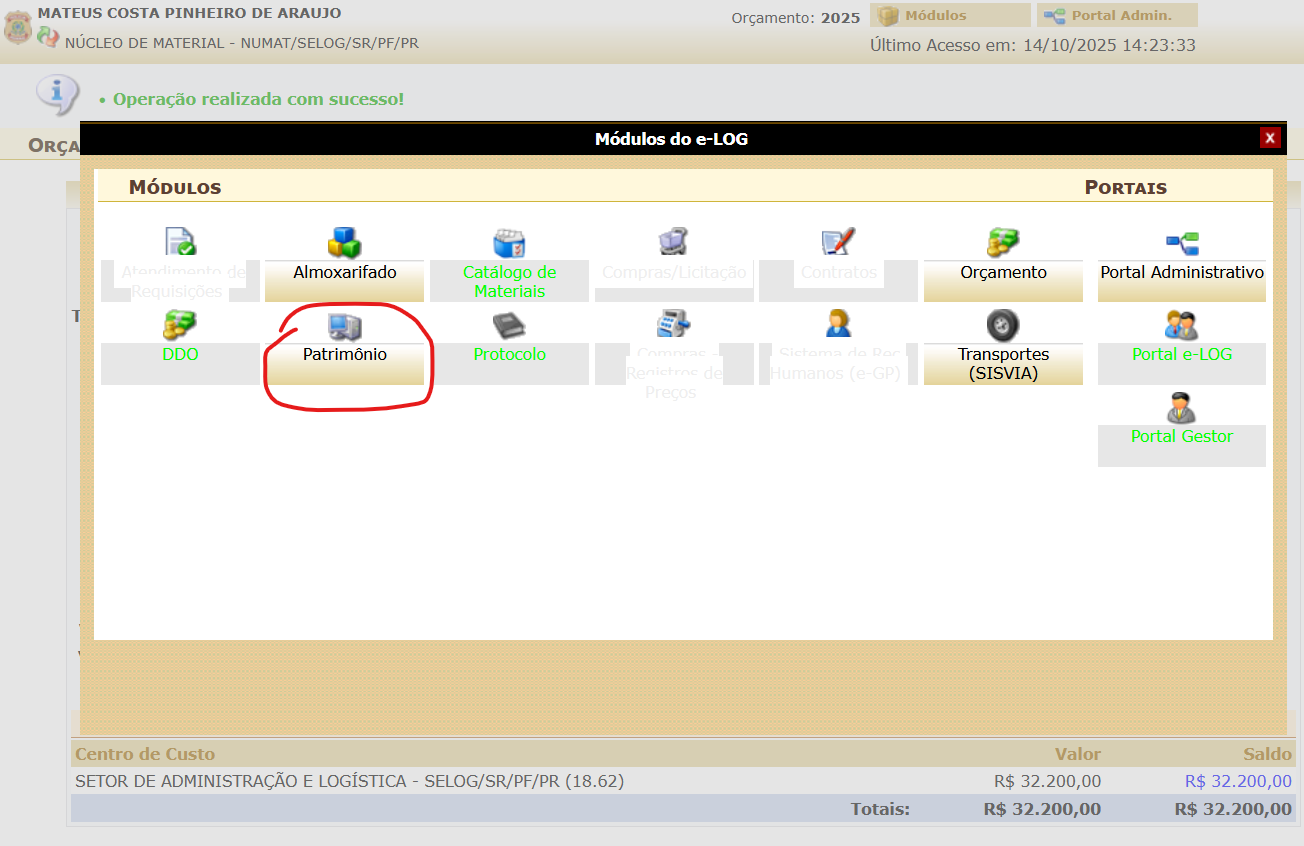 MATEUS COSTA PINHEIRO DE ARAUJO
Orçamento: 2025
Módulos
Portal Admin.
NÚCLEO DE MATERIAL - NUMAT/SELOG/SR/PF/PR
Último Acesso em: 14/10/2025 14:23:33
• Operação realizada com sucesso!
Módulos do e-LOG
X
MÓDULOS
PORTAIS
Atendimento de
Requisições
Almoxarifado
Catálogo de
Materiais
Compras/Licitação
Contratos
Orçamento
Portal Administrativo
DDO
Patrimônio
Protocolo
Compras -
Registros de
Preços
Sistema de Rec
Humanos (e-GP)
Transportes
(SISVIA)
Portal e-LOG
Portal Gestor
Centro de Custo Valor Saldo
SETOR DE ADMINISTRAÇÃO E LOGÍSTICA - SELOG/SR/PF/PR (18.62) R$ 32.200,00 R$ 32.200,00
Totais: R$ 32.200,00 R$ 32.200,00